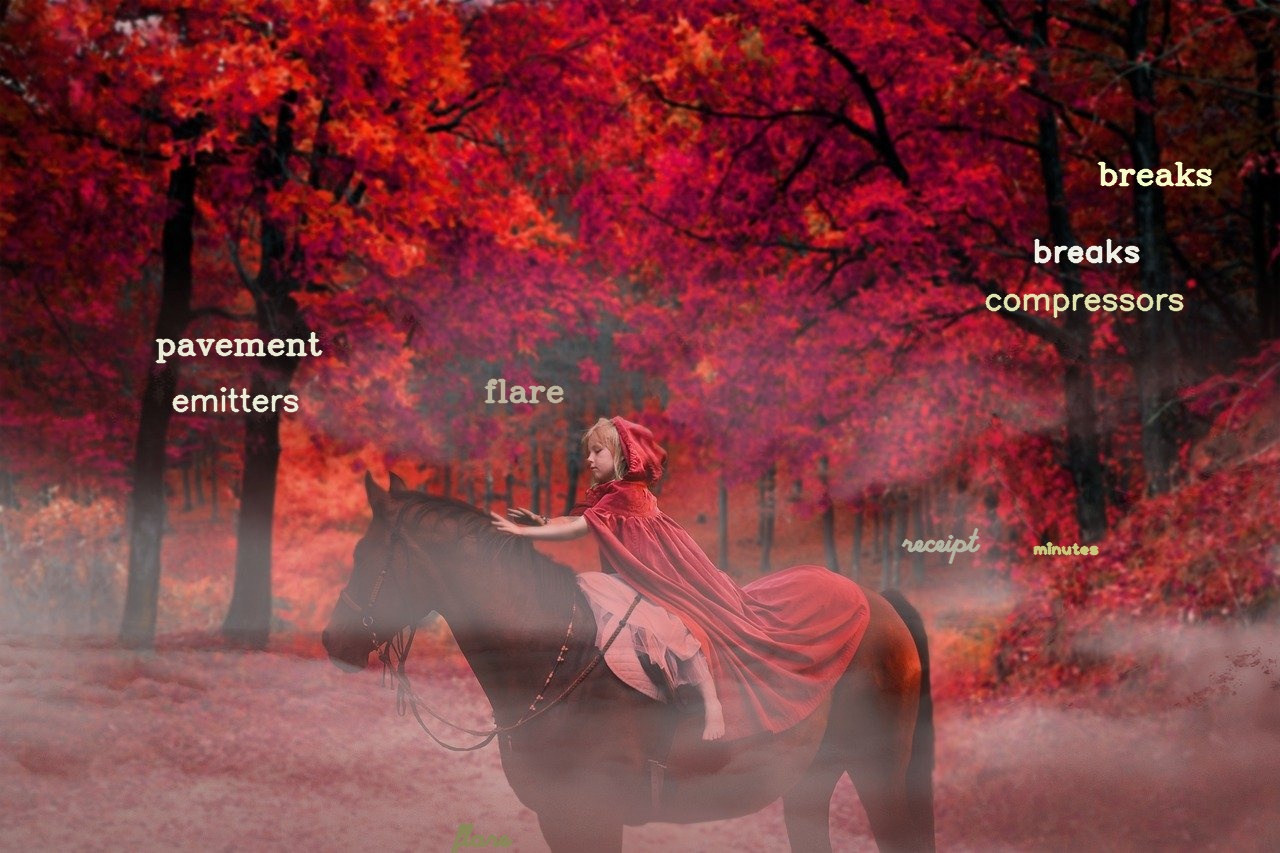 breaks
breaks
compressors
pavement
emitters
flare
receipt
minutes
flare